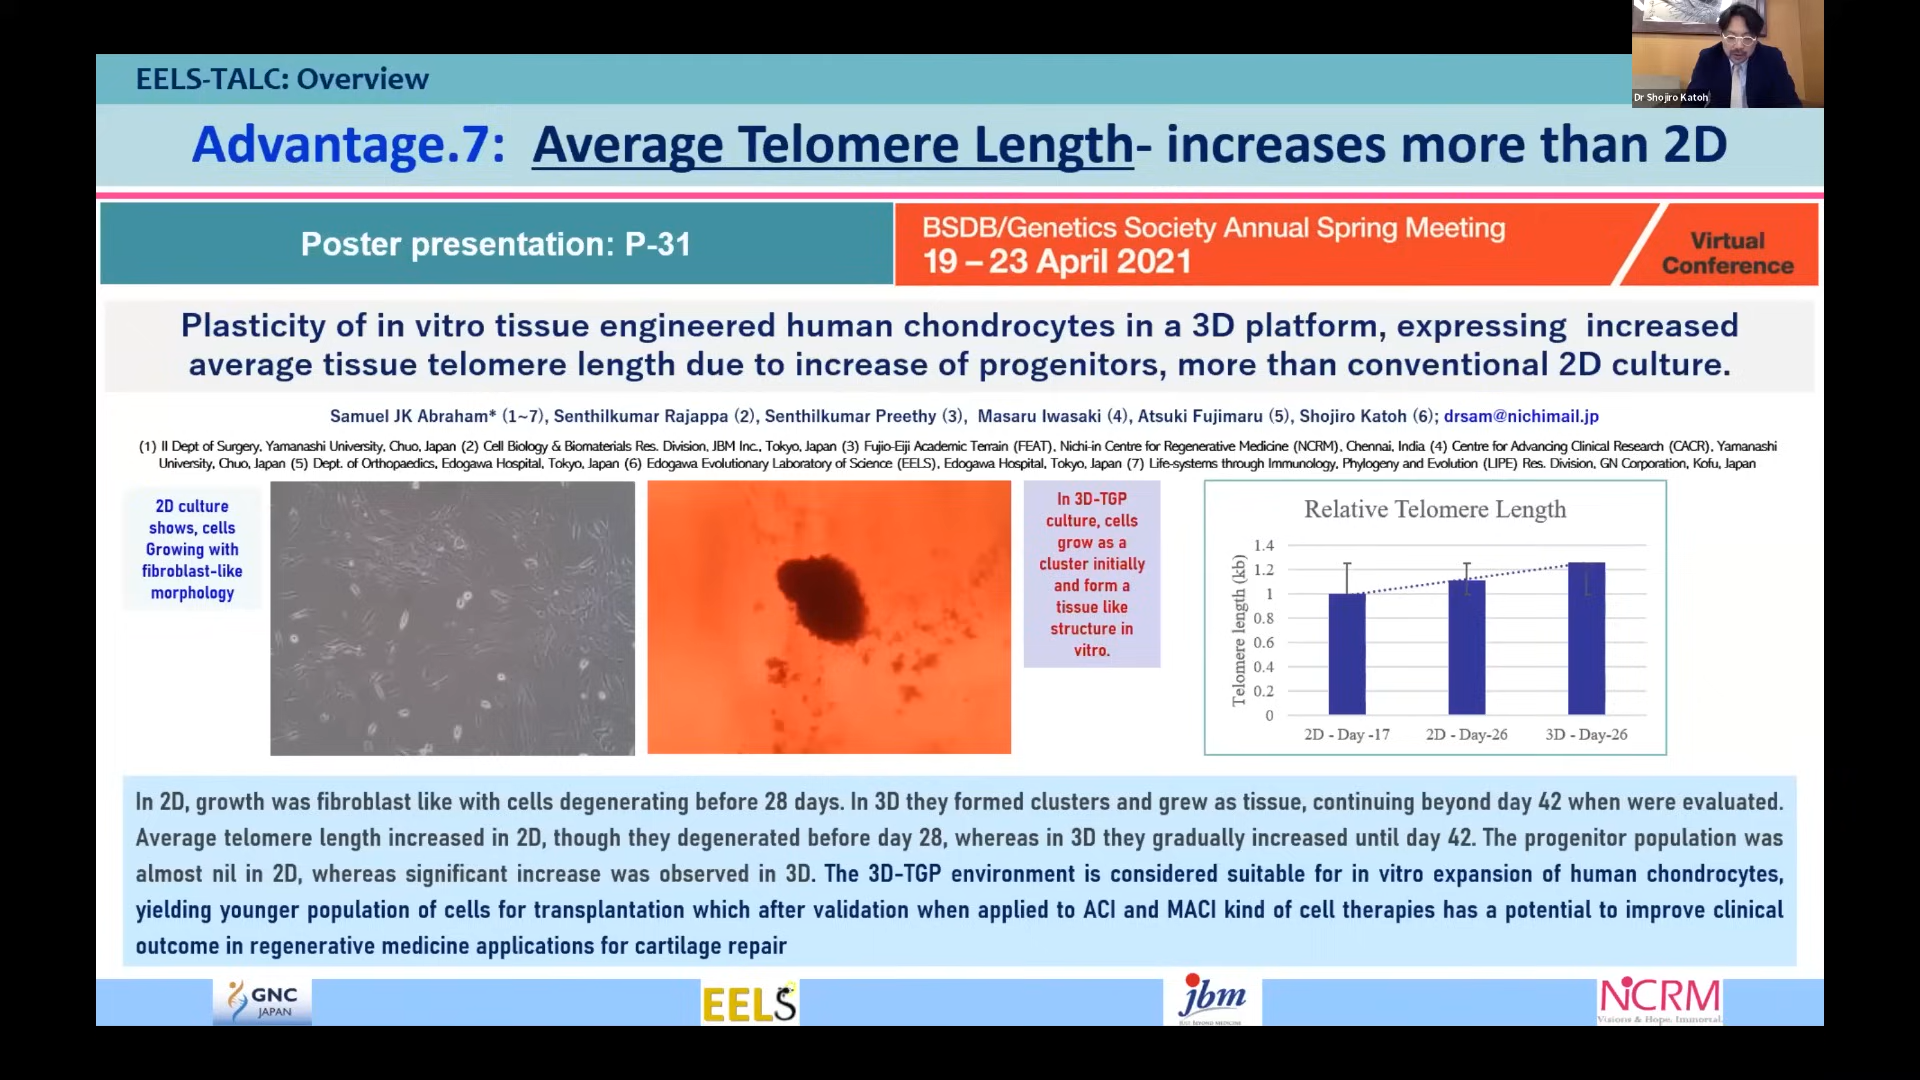 Dr Shojiro Katoh
EELS-TALC: Overview
Advantage.7: Average Telomere Length- increases more than 2D
Poster presentation: P-31
BSDB/Genetics Society Annual Spring Meeting
19 – 23 April 2021
Virtual
Conference
Plasticity of in vitro tissue engineered human chondrocytes in a 3D platform, expressing increased
average tissue telomere length due to increase of progenitors, more than conventional 2D culture.
Samuel JK Abraham* (1~7), Senthilkumar Rajappa (2), Senthilkumar Preethy (3), Masaru Iwasaki (4), Atsuki Fujimaru (5), Shojiro Katoh (6); drsam@nichimail.jp
(1) II Dept of Surgery, Yamanashi University, Chuo, Japan (2) Cell Biology & Biomaterials Res. Division, JBM Inc., Tokyo, Japan (3) Fujio-Eiji Academic Terrain (FEAT), Nichi-in Centre for Regenerative Medicine (NCRM), Chennai, India (4) Centre for Advancing Clinical Research (CACR), Yamanashi
University, Chuo, Japan (5) Dept. of Orthopaedics, Edogawa Hospital, Tokyo, Japan (6) Edogawa Evolutionary Laboratory of Science (EELS), Edogawa Hospital, Tokyo, Japan (7) Life-systems through Immunology, Phylogeny and Evolution (LIPE) Res. Division, GN Corporation, Kofu, Japan
2D culture
shows, cells
Growing with
fibroblast-like
morphology
In 3D-TGP
culture, cells
grow as a
cluster initially
and form a
tissue like
structure in
vitro.
Relative Telomere Length
Telomere length (kb)
1.4
1.2
1
0.8
0.6
0.4
0.2
0
2D - Day -17
2D - Day-26
3D - Day-26
In 2D, growth was fibroblast like with cells degenerating before 28 days. In 3D they formed clusters and grew as tissue, continuing beyond day 42 when were evaluated.
Average telomere length increased in 2D, though they degenerated before day 28, whereas in 3D they gradually increased until day 42. The progenitor population was
almost nil in 2D, whereas significant increase was observed in 3D. The 3D-TGP environment is considered suitable for in vitro expansion of human chondrocytes,
yielding younger population of cells for transplantation which after validation when applied to ACI and MACI kind of cell therapies has a potential to improve clinical
outcome in regenerative medicine applications for cartilage repair
GNC
JAPAN
EELS
jbm
NCRM
Visions & Hope, Immortal.